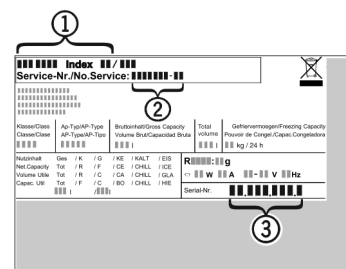 1
Index /
Service-Nr./No.Service: -
2
Klasse/Class
Classe/Clase
Ap-Typ/AP-Type
AP-Type/AP-Tipo
Bruttoinhalt/Gross Capacity
Volume Brut/Capacidad Bruta
l
Total
volume
l
Gefriervermoegen/Freezing Capacity
Pouvoir de Congel./Capac.Congeladora
kg / 24 h
Nutzinhalt Ges / K / G / KE / KALT / EIS
Net.Capacity Tot / R / F / CE / CHILL / ICE
Volume Utile Tot / R / C / CA / CHILL / GLA
Capac. Util Tot / F / C / BO / CHILL / HIE
l / l
R : g
W A - V Hz
Serial-Nr.
3